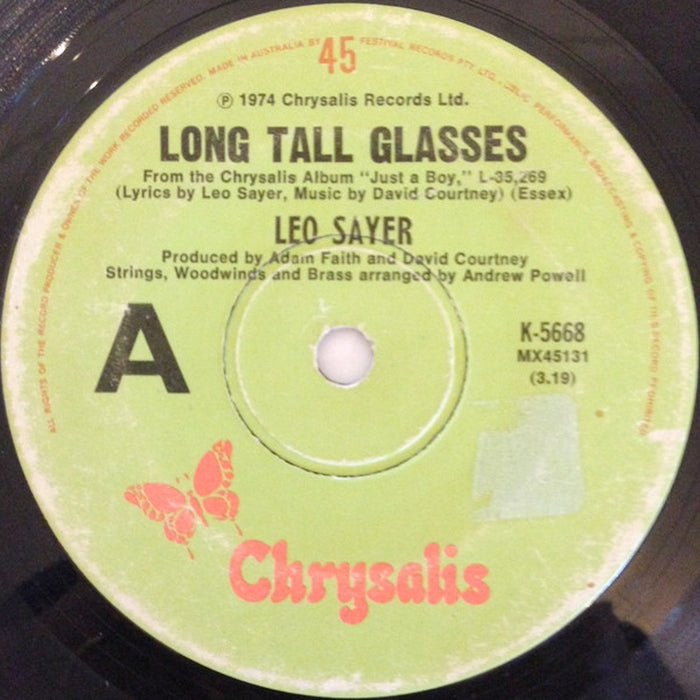 45
ALL RIGHTS OF THE RECORD PRODUCER & OWNER OF THE WORK RECORDED RESERVED. MADE IN AUSTRALIA BY FESTIVAL RECORDS PTY LTD. PUBLIC PERFORMANCE, BROADCASTING & COPYING OF THIS RECORD PROHIBITED
℗ 1974 Chrysalis Records Ltd.
LONG TALL GLASSES
From the Chrysalis Album "Just a Boy," L-35,269
(Lyrics by Leo Sayer, Music by David Courtney) (Essex)
LEO SAYER
Produced by Adam Faith and David Courtney
Strings, Woodwinds and Brass arranged by Andrew Powell
A
K-5668
MX45131
(3.19)
Chrysalis